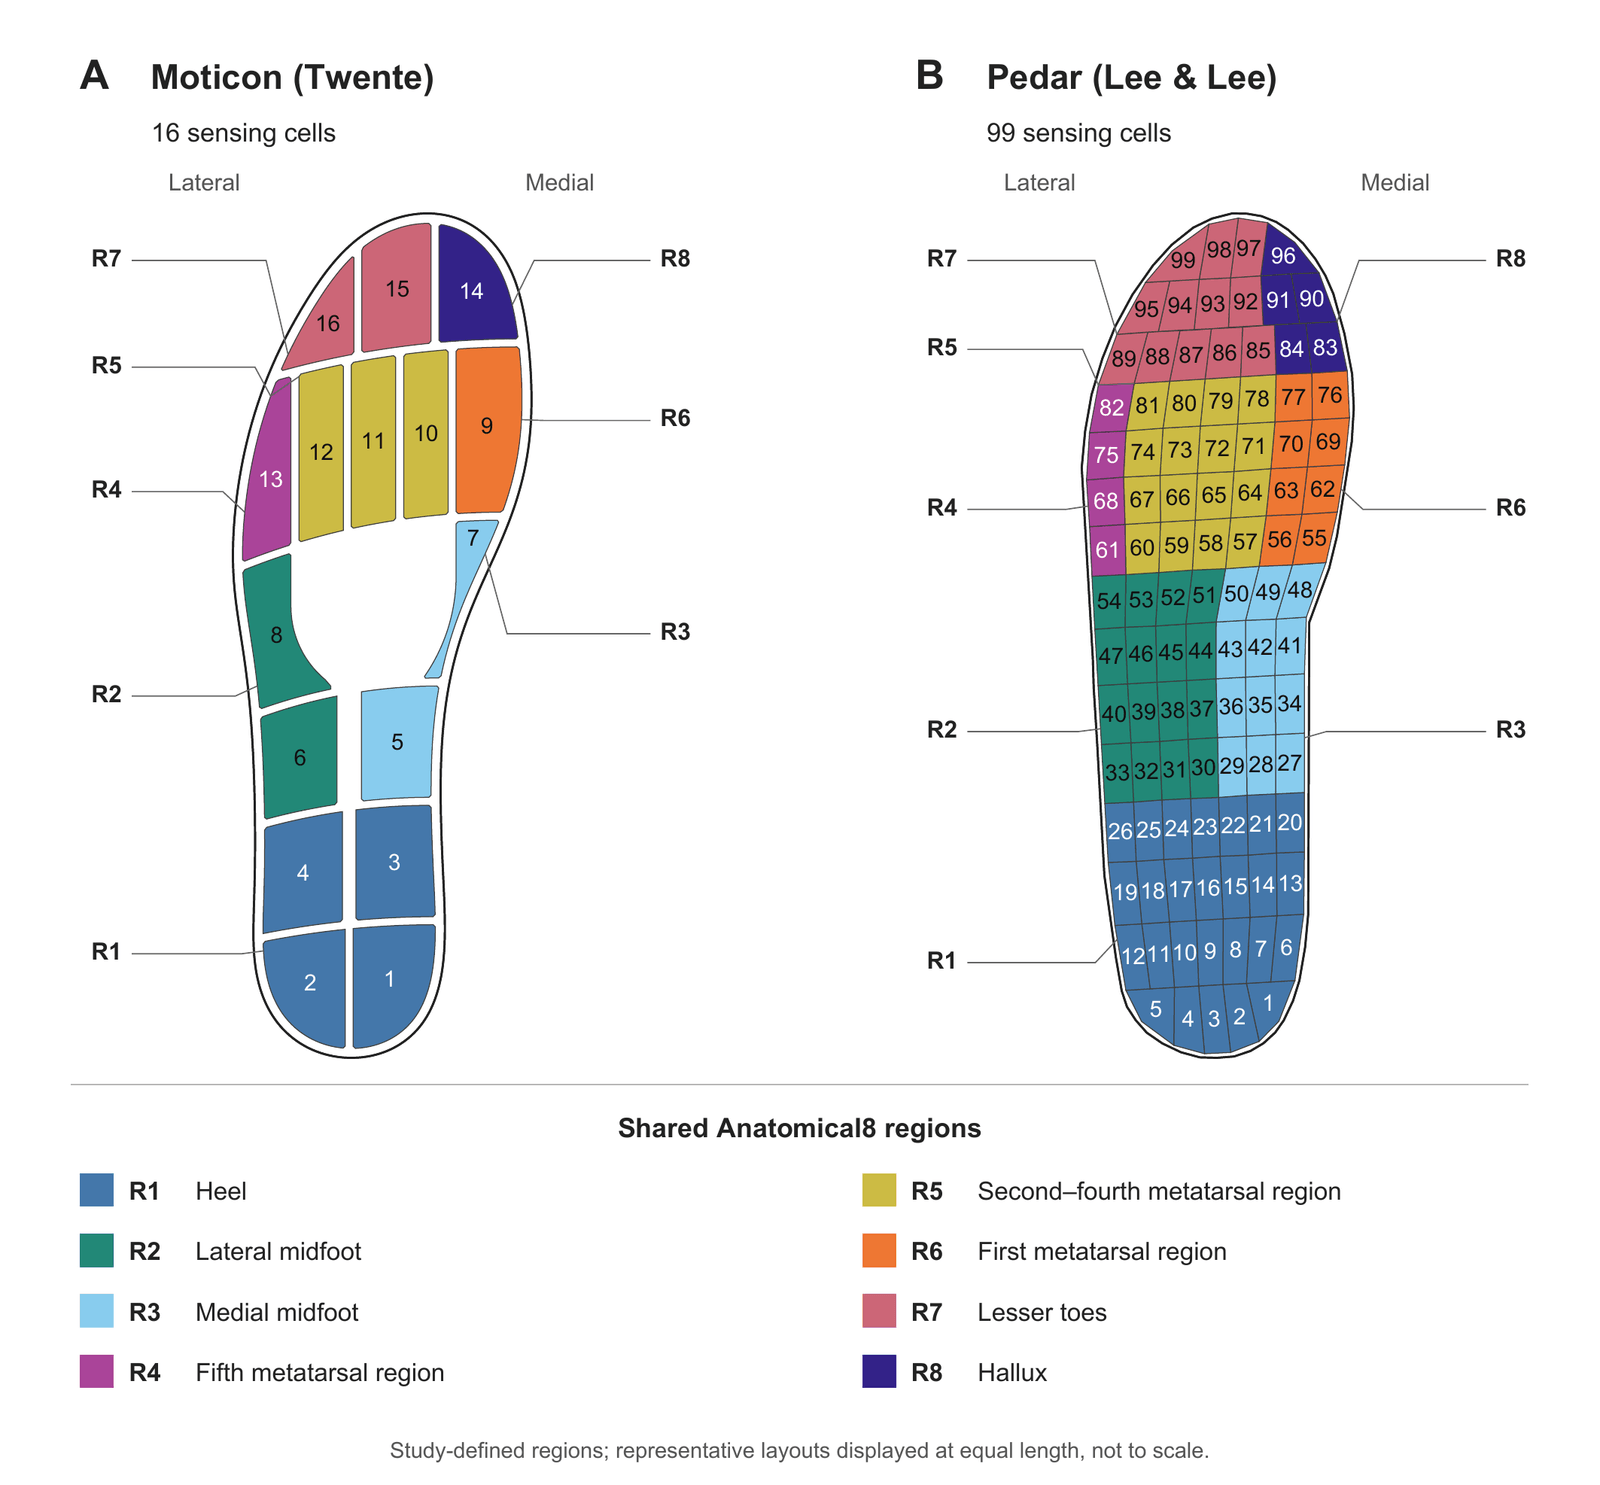 A Moticon (Twente)
16 sensing cells
Lateral Medial
R7
R5
R4
R2
R1
R8
R6
R3
16 15 14
13 12 11 10 9
8 7
6 5
4 3
2 1
B Pedar (Lee & Lee)
99 sensing cells
Lateral Medial
R7
R5
R4
R2
R1
R8
R6
R3
99 98 97 96
95 94 93 92 91 90
89 88 87 86 85 84 83
82 81 80 79 78 77 76
75 74 73 72 71 70 69
68 67 66 65 64 63 62
61 60 59 58 57 56 55
54 53 52 51 50 49 48
47 46 45 44 43 42 41
40 39 38 37 36 35 34
33 32 31 30 29 28 27
26 25 24 23 22 21 20
19 18 17 16 15 14 13
12 11 10 9 8 7 6
5 4 3 2 1
Shared Anatomical8 regions
R1 Heel
R2 Lateral midfoot
R3 Medial midfoot
R4 Fifth metatarsal region
R5 Second–fourth metatarsal region
R6 First metatarsal region
R7 Lesser toes
R8 Hallux
Study-defined regions; representative layouts displayed at equal length, not to scale.